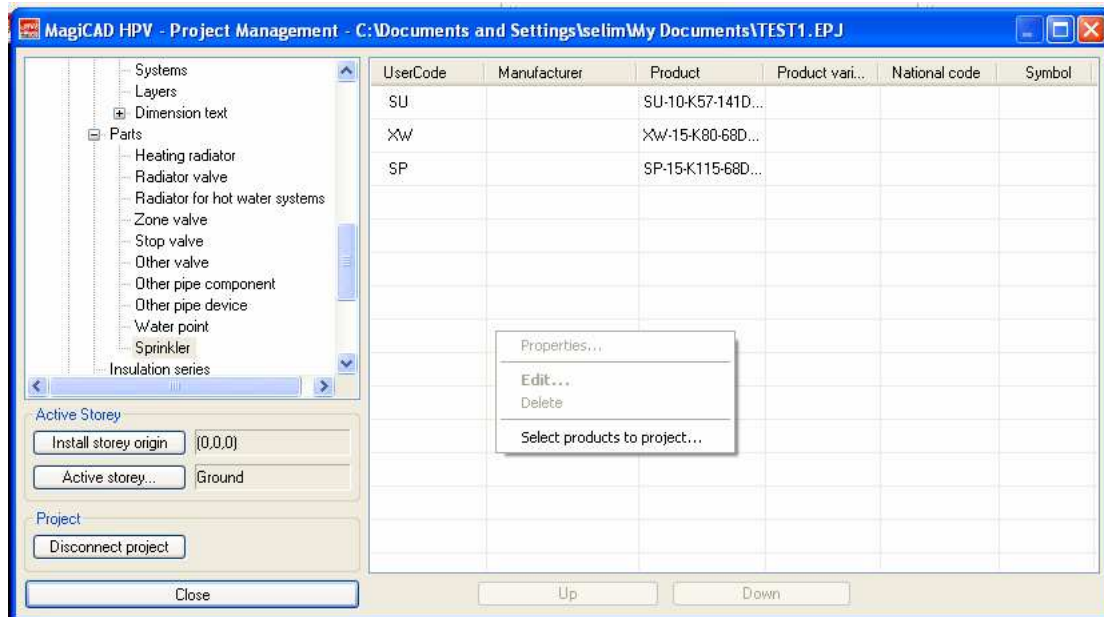 MagiCAD HPV - Project Management - C:\Documents and Settings\selim\My Documents\TEST1.EPJ
Systems
Layers
Dimension text
Parts
Heating radiator
Radiator valve
Radiator for hot water systems
Zone valve
Stop valve
Other valve
Other pipe component
Other pipe device
Water point
Sprinkler
Insulation series
Active Storey
Install storey origin (0,0,0)
Active storey... Ground
Project
Disconnect project
Close
UserCode Manufacturer Product Product vari... National code Symbol
SU SU-10-K57-141D...
XW XW-15-K80-68D...
SP SP-15-K115-68D...
Properties...
Edit...
Delete
Select products to project...
Up Down